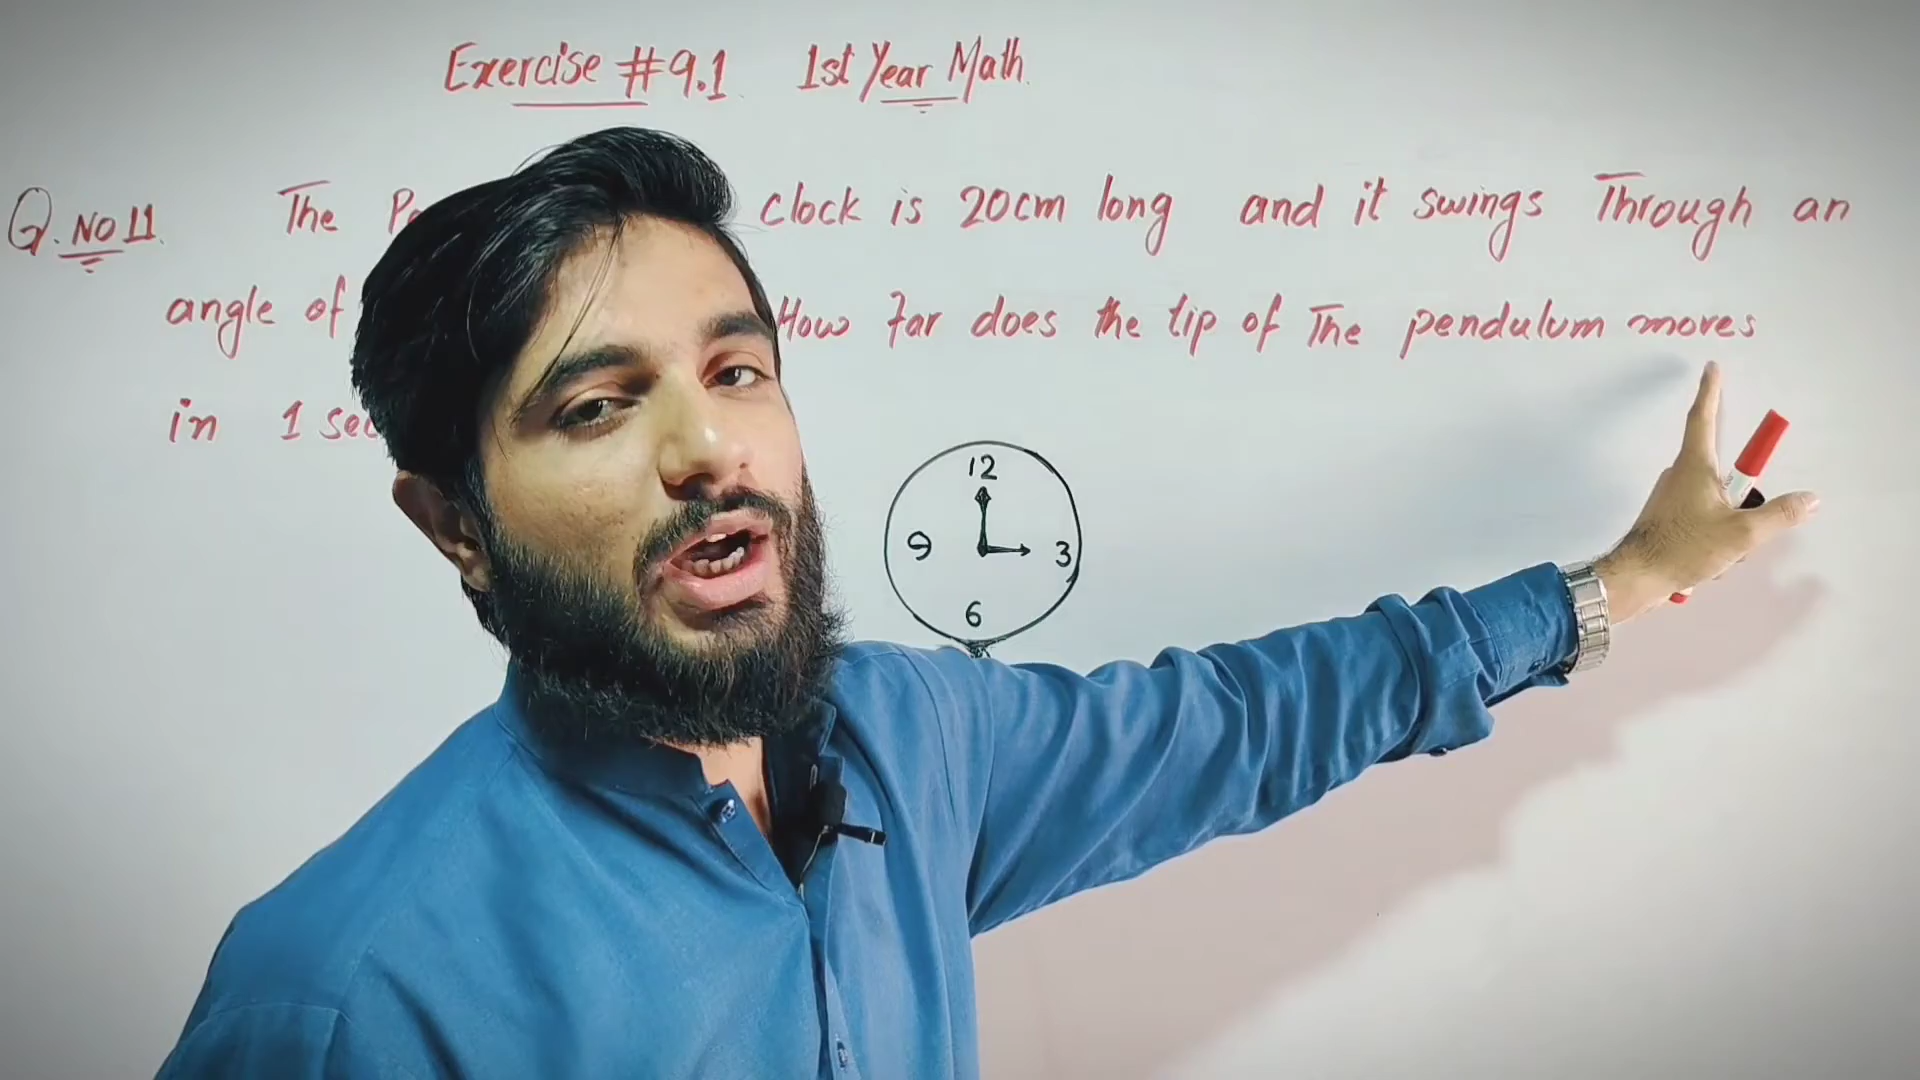 Exercise #9.1 1st Year Math
Q.No 11 The clock is 20cm long and it swings Through an
angle of How far does the tip of The pendulum moves
in 1
12
9 3
6